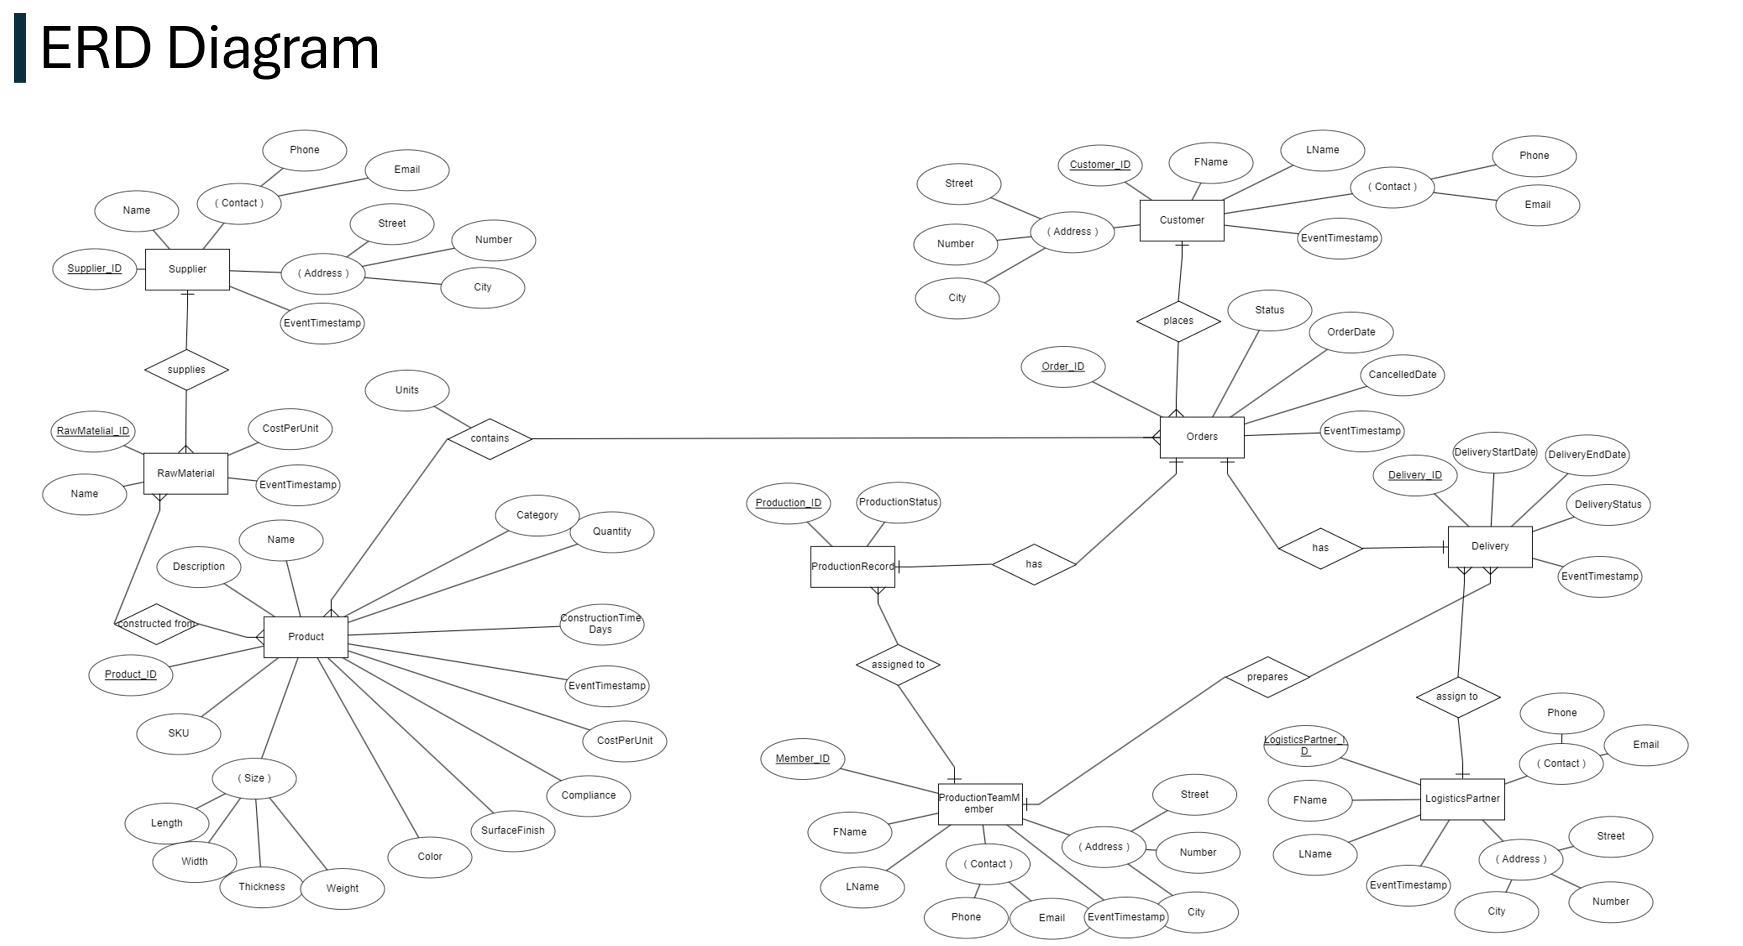 ERD Diagram
Phone
Email
( Contact )
Name
Street
Number
Supplier_ID
Supplier
( Address )
City
EventTimestamp
supplies
Units
RawMatelial_ID
CostPerUnit
contains
RawMaterial
Name
EventTimestamp
Category
Quantity
Name
Description
constructed from
Product
ConstructionTime
Days
Product_ID
EventTimestamp
SKU
CostPerUnit
( Size )
Compliance
Length
SurfaceFinish
Width
Color
Thickness
Weight
Customer_ID
FName
LName
Phone
Street
( Contact )
Email
Customer
( Address )
Number
EventTimestamp
City
places
Status
OrderDate
Order_ID
CancelledDate
Orders
EventTimestamp
DeliveryStartDate
DeliveryEndDate
Delivery_ID
Production_ID
ProductionStatus
DeliveryStatus
has
Delivery
ProductionRecord
has
EventTimestamp
assigned to
prepares
assign to
Phone
LogisticsPartner_I
D
Email
( Contact )
Member_ID
ProductionTeamM
ember
Street
FName
LogisticsPartner
FName
( Address )
Number
Street
LName
( Address )
( Contact )
LName
EventTimestamp
Phone
Email
EventTimestamp
City
City
Number